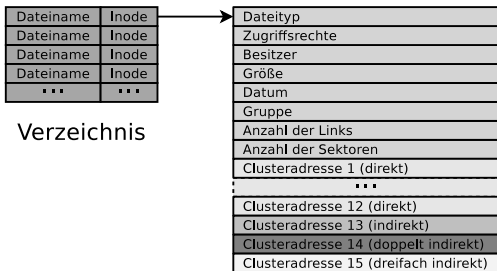 Dateiname Inode
Dateiname Inode
Dateiname Inode
Dateiname Inode
... ...
Verzeichnis
Dateityp
Zugriffsrechte
Besitzer
Größe
Datum
Gruppe
Anzahl der Links
Anzahl der Sektoren
Clusteradresse 1 (direkt)
...
Clusteradresse 12 (direkt)
Clusteradresse 13 (indirekt)
Clusteradresse 14 (doppelt indirekt)
Clusteradresse 15 (dreifach indirekt)